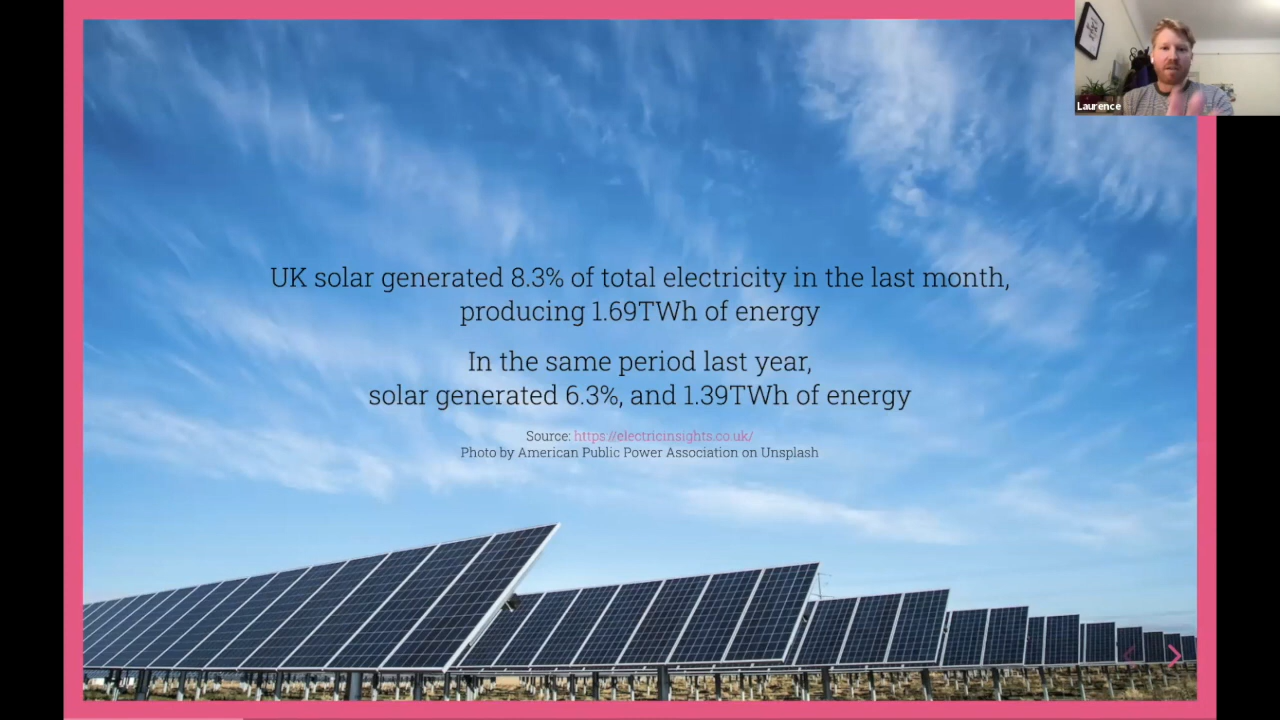 Laurence
UK solar generated 8.3% of total electricity in the last month,
producing 1.69TWh of energy
In the same period last year,
solar generated 6.3%, and 1.39TWh of energy
Source: https://electricinsights.co.uk/
Photo by American Public Power Association on Unsplash